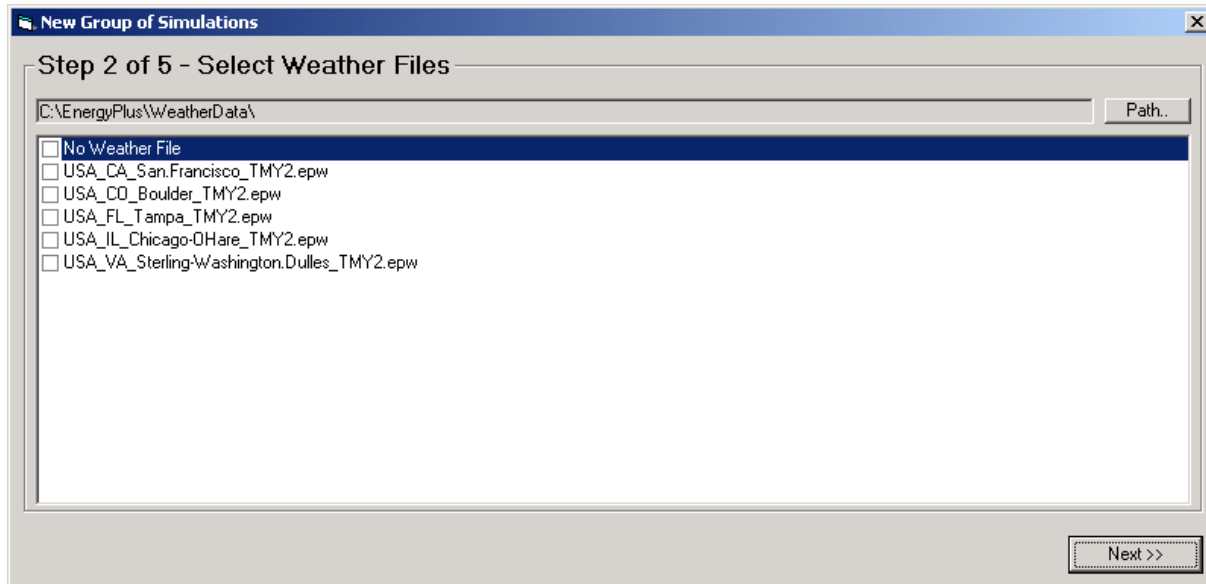 New Group of Simulations
Step 2 of 5 - Select Weather Files
C:\EnergyPlus\WeatherData\
Path..
No Weather File
USA_CA_San.Francisco_TMY2.epw
USA_CO_Boulder_TMY2.epw
USA_FL_Tampa_TMY2.epw
USA_IL_Chicago-OHare_TMY2.epw
USA_VA_Sterling-Washington.Dulles_TMY2.epw
Next >>